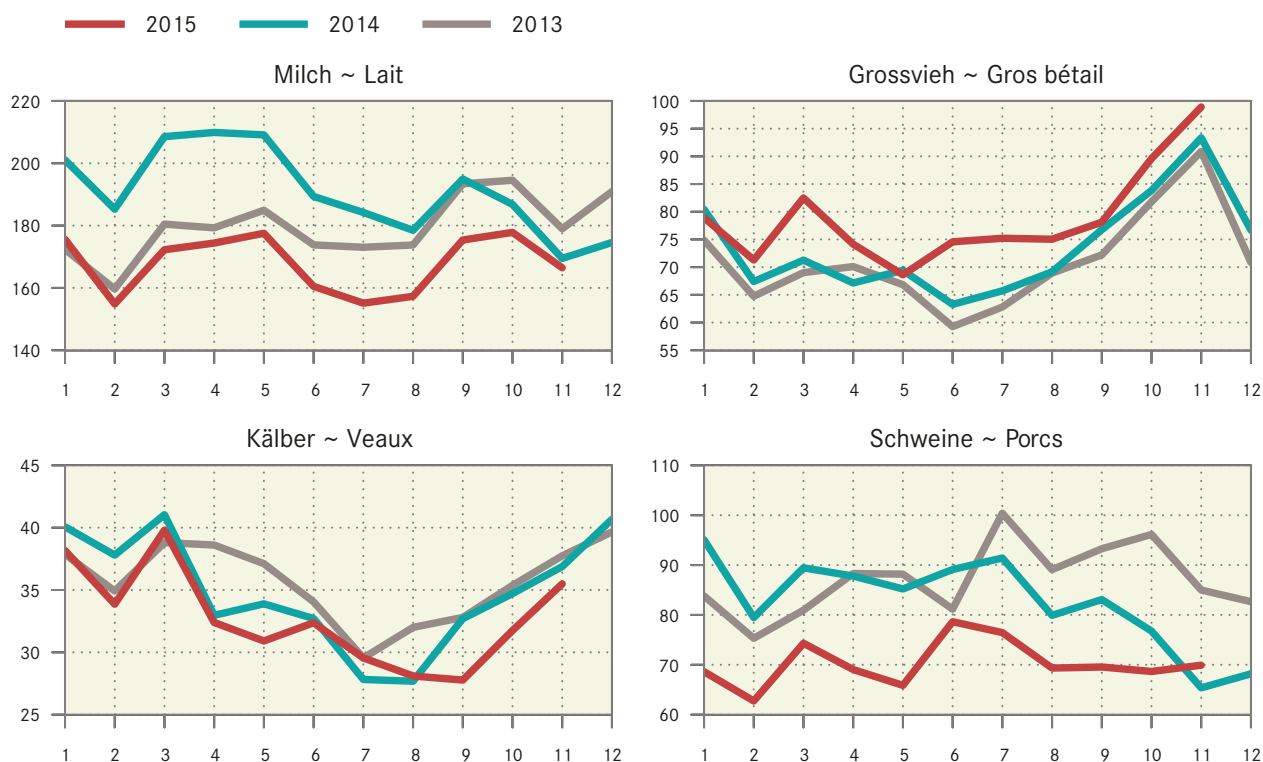 2015 2014 2013
Milch ~ Lait
220
200
180
160
140
1 2 3 4 5 6 7 8 9 10 11 12
Grossvieh ~ Gros bétail
100
95
90
85
80
75
70
65
60
55
1 2 3 4 5 6 7 8 9 10 11 12
Kälber ~ Veaux
45
40
35
30
25
1 2 3 4 5 6 7 8 9 10 11 12
Schweine ~ Porcs
110
100
90
80
70
60
1 2 3 4 5 6 7 8 9 10 11 12